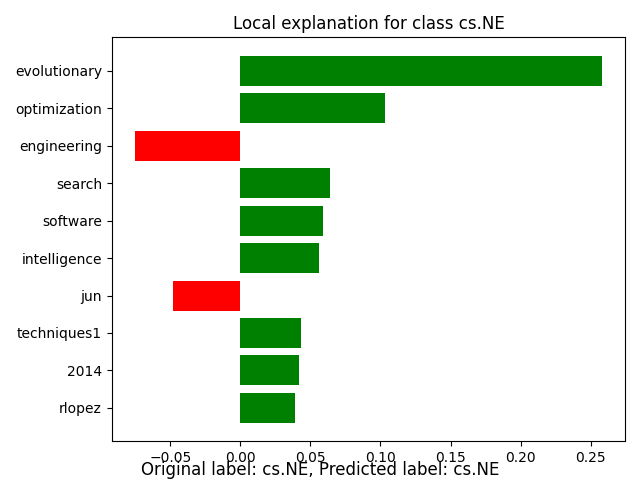 Local explanation for class cs.NE
evolutionary
optimization
engineering
search
software
intelligence
jun
techniques1
2014
rlopez
−0.05 0.00 0.05 0.10 0.15 0.20 0.25
Original label: cs.NE, Predicted label: cs.NE